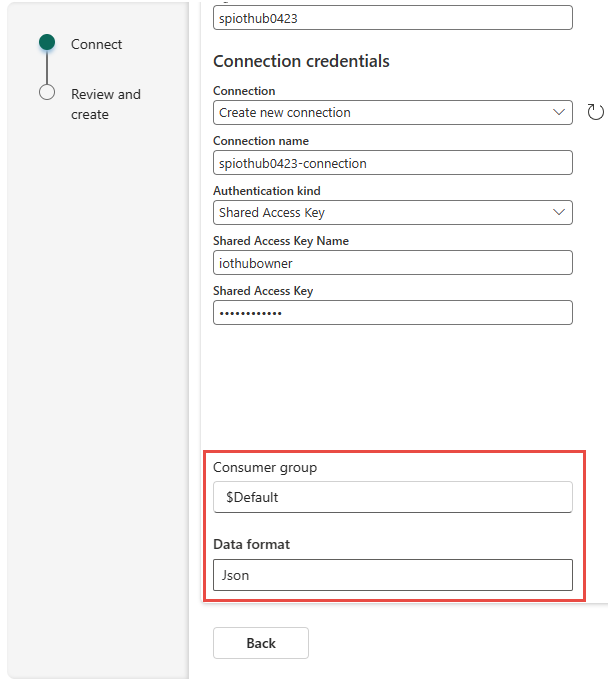 Connect
Review and
create
spiothub0423
Connection credentials
Connection
Create new connection
Connection name
spiothub0423-connection
Authentication kind
Shared Access Key
Shared Access Key Name
iothubowner
Shared Access Key
••••••••••••
Consumer group
$Default
Data format
Json
Back